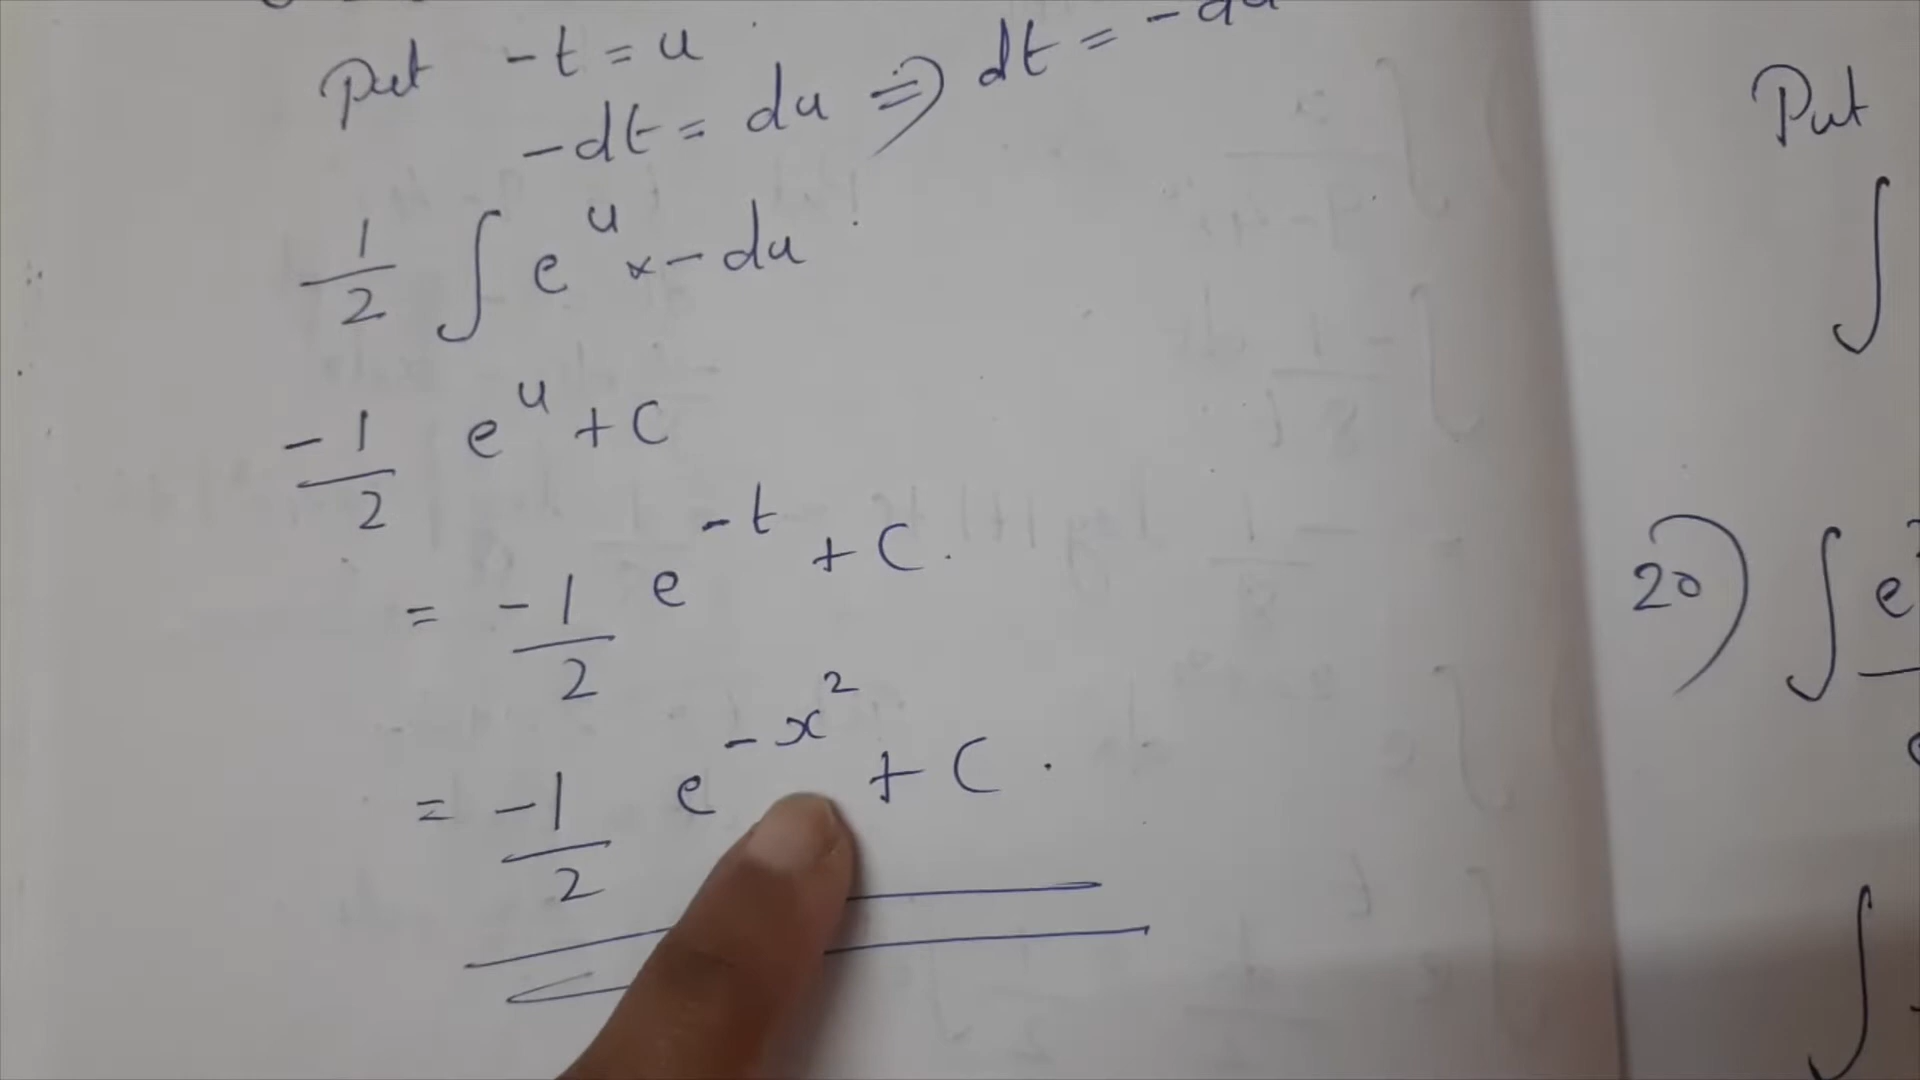 Put -t = u
-dt = du ⇒ dt = -du
1/2 ∫ e^u × - du
-1/2 e^u + C
= -1/2 e^-t + C.
= -1/2 e^-x^2 + C.
Put
∫
20) ∫ e
∫